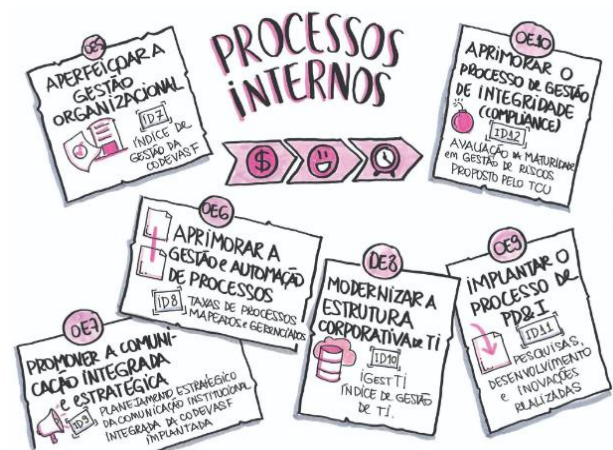 PROCESSOS
INTERNOS
$
OE5
APERFEIÇOAR A
GESTÃO
ORGANIZACIONAL
ID7
ÍNDICE DE
GESTÃO DA
CODEVASF
OE10
APRIMORAR O
PROCESSO DE GESTÃO
DE INTEGRIDADE
(COMPLIANCE)
ID12
AVALIAÇÃO DA MATURIDADE
em GESTÃO DE RISCOS
PROPOSTO PELO TCU
OE6
APRIMORAR A
GESTÃO e AUTOMAÇÃO
DE PROCESSOS
ID8
TAXAS DE PROCESSOS
MAPEADOS e GERENCIADOS
OE8
MODERNIZAR A
ESTRUTURA
CORPORATIVA DE TI
ID10
iGESTTI
ÍNDICE DE GESTÃO
DE TI.
OE9
IMPLANTAR O
PROCESSO DE
PD&I
ID11
PESQUISAS,
DESENVOLVIMENTO
e INOVAÇÕES
REALIZADAS
OE7
PROMOVER A COMUNI-
CAÇÃO INTEGRADA
e ESTRATÉGICA
ID9
PLANEJAMENTO ESTRATÉGICO
DA COMUNICAÇÃO INSTITUCIONAL
INTEGRADA DA CODEVASF
IMPLANTADA